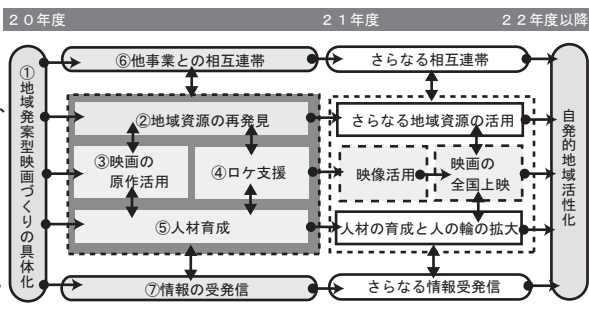 20年度
21年度
22年度以降
①地域発案型映画づくりの具体化
⑥他事業との相互連帯
さらなる相互連帯
②地域資源の再発見
さらなる地域資源の活用
③映画の
原作活用
④ロケ支援
映像活用
映画の
全国上映
⑤人材育成
人材の育成と人の輪の拡大
⑦情報の受発信
さらなる情報受発信
自発的地域活性化